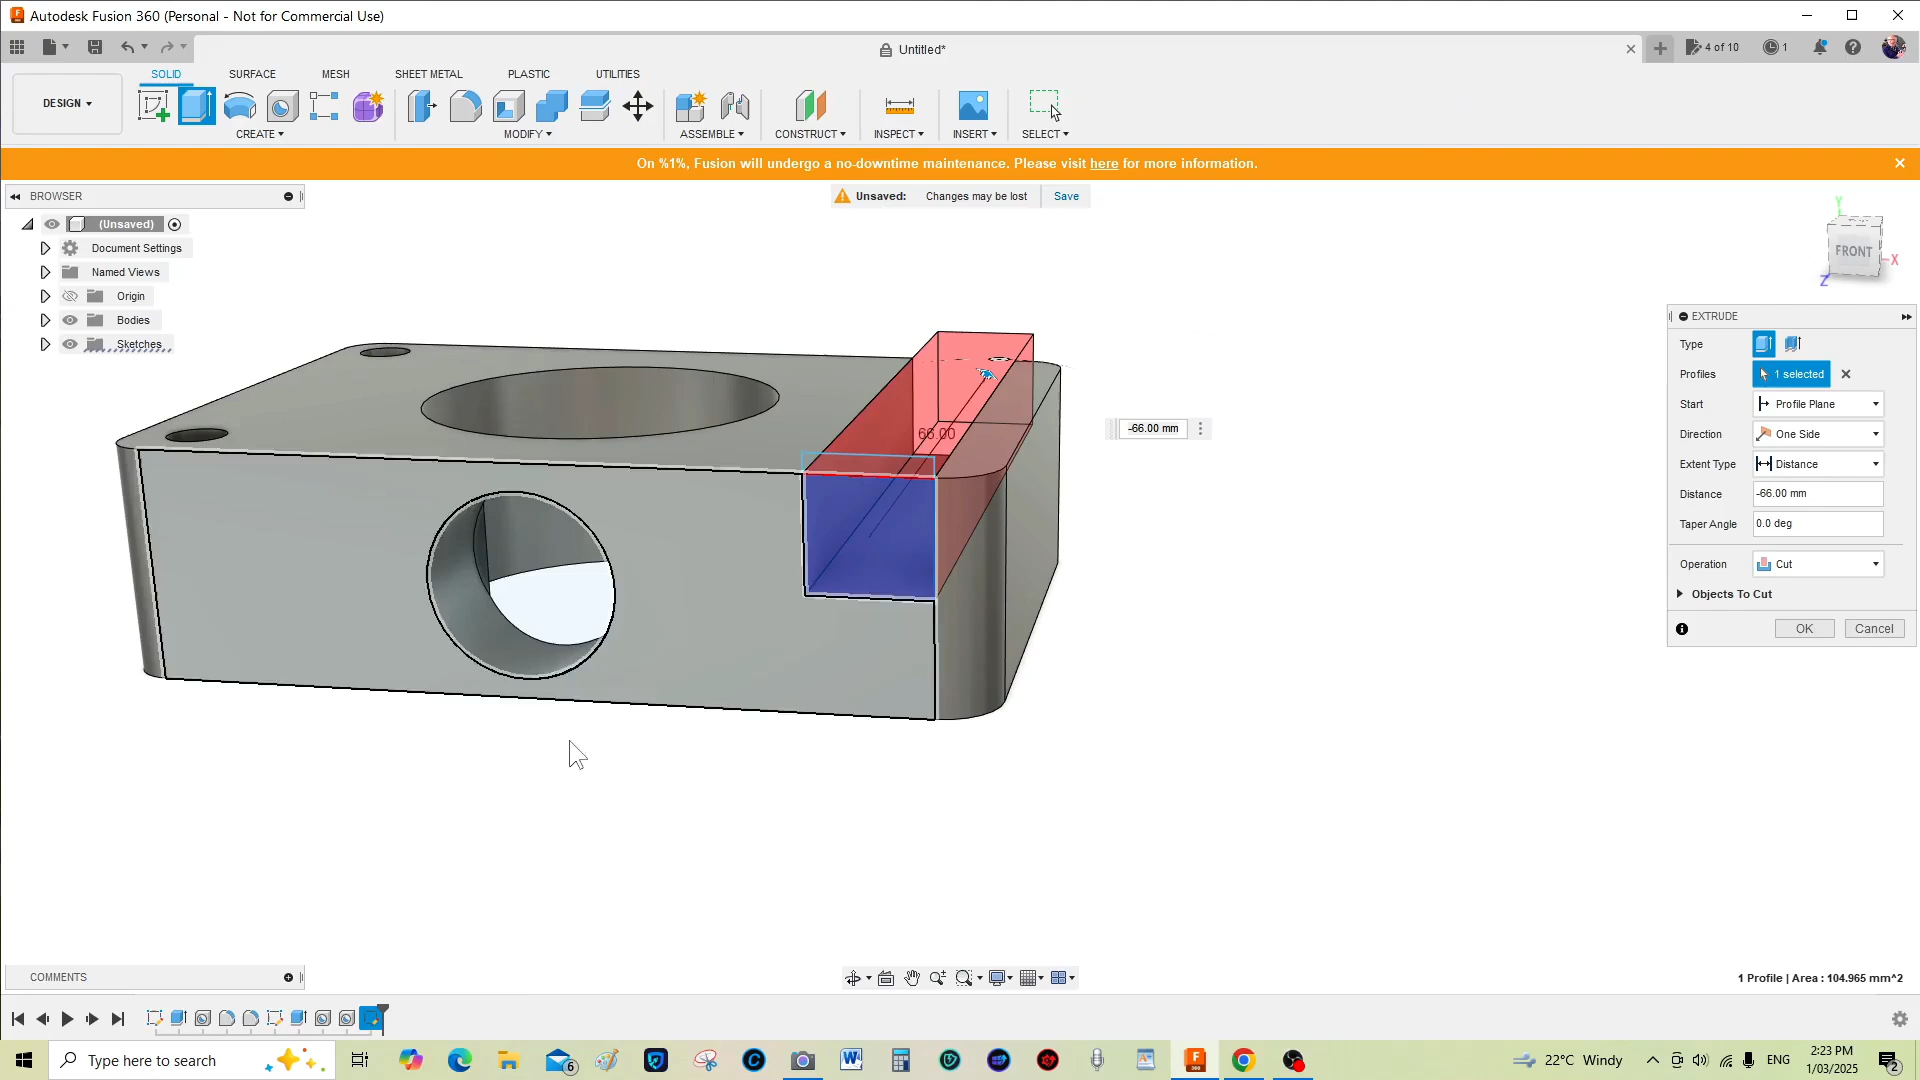 Autodesk Fusion 360 (Personal - Not for Commercial Use)
Untitled*
4 of 10
1
DESIGN
SOLID
SURFACE
MESH
SHEET METAL
PLASTIC
UTILITIES
CREATE
MODIFY
ASSEMBLE
CONSTRUCT
INSPECT
INSERT
SELECT
On %1%, Fusion will undergo a no-downtime maintenance. Please visit here for more information.
BROWSER
Unsaved: Changes may be lost Save
(Unsaved)
Document Settings
Named Views
Origin
Bodies
Sketches
Y
FRONT
X
Z
EXTRUDE
Type
Profiles 1 selected
Start Profile Plane
Direction One Side
Extent Type Distance
Distance -66.00 mm
Taper Angle 0.0 deg
Operation Cut
Objects To Cut
OK Cancel
-66.00 mm
66.00
COMMENTS
1 Profile | Area : 104.965 mm^2
Type here to search
6
22°C Windy
ENG
2:23 PM
1/03/2025
2